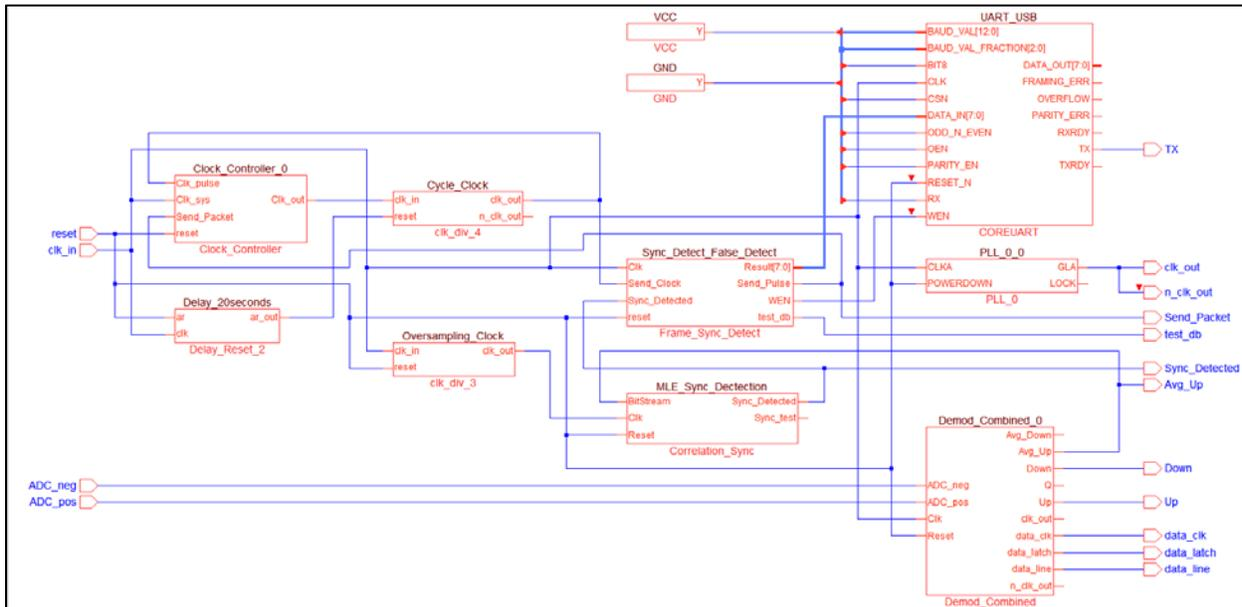 VCC
Y
VCC
GND
Y
GND
UART_USB
BAUD_VAL[12:0]
BAUD_VAL_FRACTION[2:0]
BIT8
DATA_OUT[7:0]
CLK
FRAMING_ERR
CSN
OVERFLOW
DATA_IN[7:0]
PARITY_ERR
ODD_N_EVEN
RXRDY
OEN
TX
PARITY_EN
TXRDY
RESET_N
RX
WEN
COREUART
TX
Clock_Controller_0
Clk_pulse
Clk_sys
Clk_out
Send_Packet
reset
Clock_Controller
Cycle_Clock
clk_in
clk_out
reset
n_clk_out
clk_div_4
reset
clk_in
Sync_Detect_False_Detect
Clk
Result[7:0]
Send_Clock
Send_Pulse
Sync_Detected
WEN
reset
test_db
Frame_Sync_Detect
PLL_0_0
CLKA
GLA
POWERDOWN
LOCK
PLL_0
clk_out
n_clk_out
Send_Packet
test_db
Delay_20seconds
ar
ar_out
clk
Delay_Reset_2
Oversampling_Clock
clk_in
clk_out
reset
clk_div_3
Sync_Detected
Avg_Up
MLE_Sync_Dectection
BitStream
Sync_Detected
Clk
Sync_test
Reset
Correlation_Sync
Demod_Combined_0
Avg_Down
Avg_Up
Down
ADC_neg
Q
ADC_pos
Up
Clk
clk_out
Reset
data_clk
data_latch
data_line
n_clk_out
Demod_Combined
ADC_neg
ADC_pos
Down
Up
data_clk
data_latch
data_line